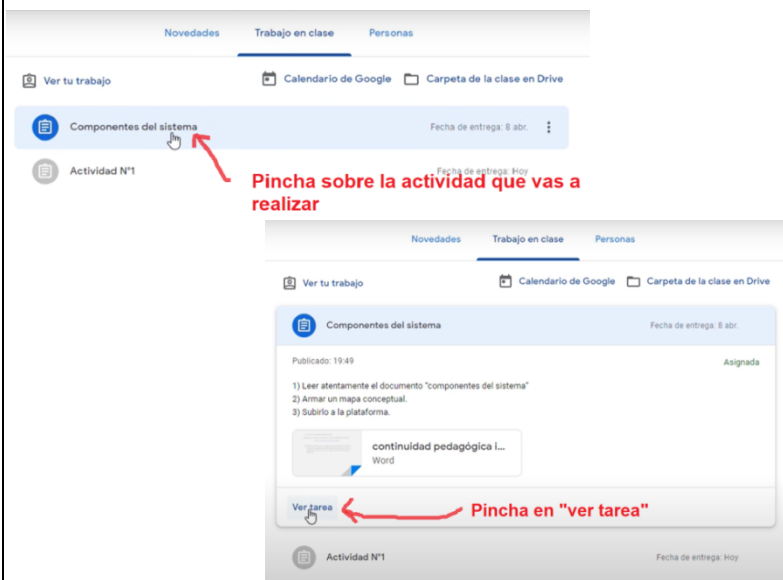 Novedades Trabajo en clase Personas
Ver tu trabajo Calendario de Google Carpeta de la clase en Drive
Componentes del sistema Fecha de entrega: 8 abr.
Actividad N°1 Fecha de entrega: Hoy
Pincha sobre la actividad que vas a
realizar
Novedades Trabajo en clase Personas
Ver tu trabajo Calendario de Google Carpeta de la clase en Drive
Componentes del sistema Fecha de entrega: 8 abr.
Publicado: 19:49 Asignada
1) Leer atentamente el documento "componentes del sistema"
2) Armar un mapa conceptual.
3) Subirlo a la plataforma.
continuidad pedagógica i...
Word
Ver tarea Pincha en "ver tarea"
Actividad N°1 Fecha de entrega: Hoy